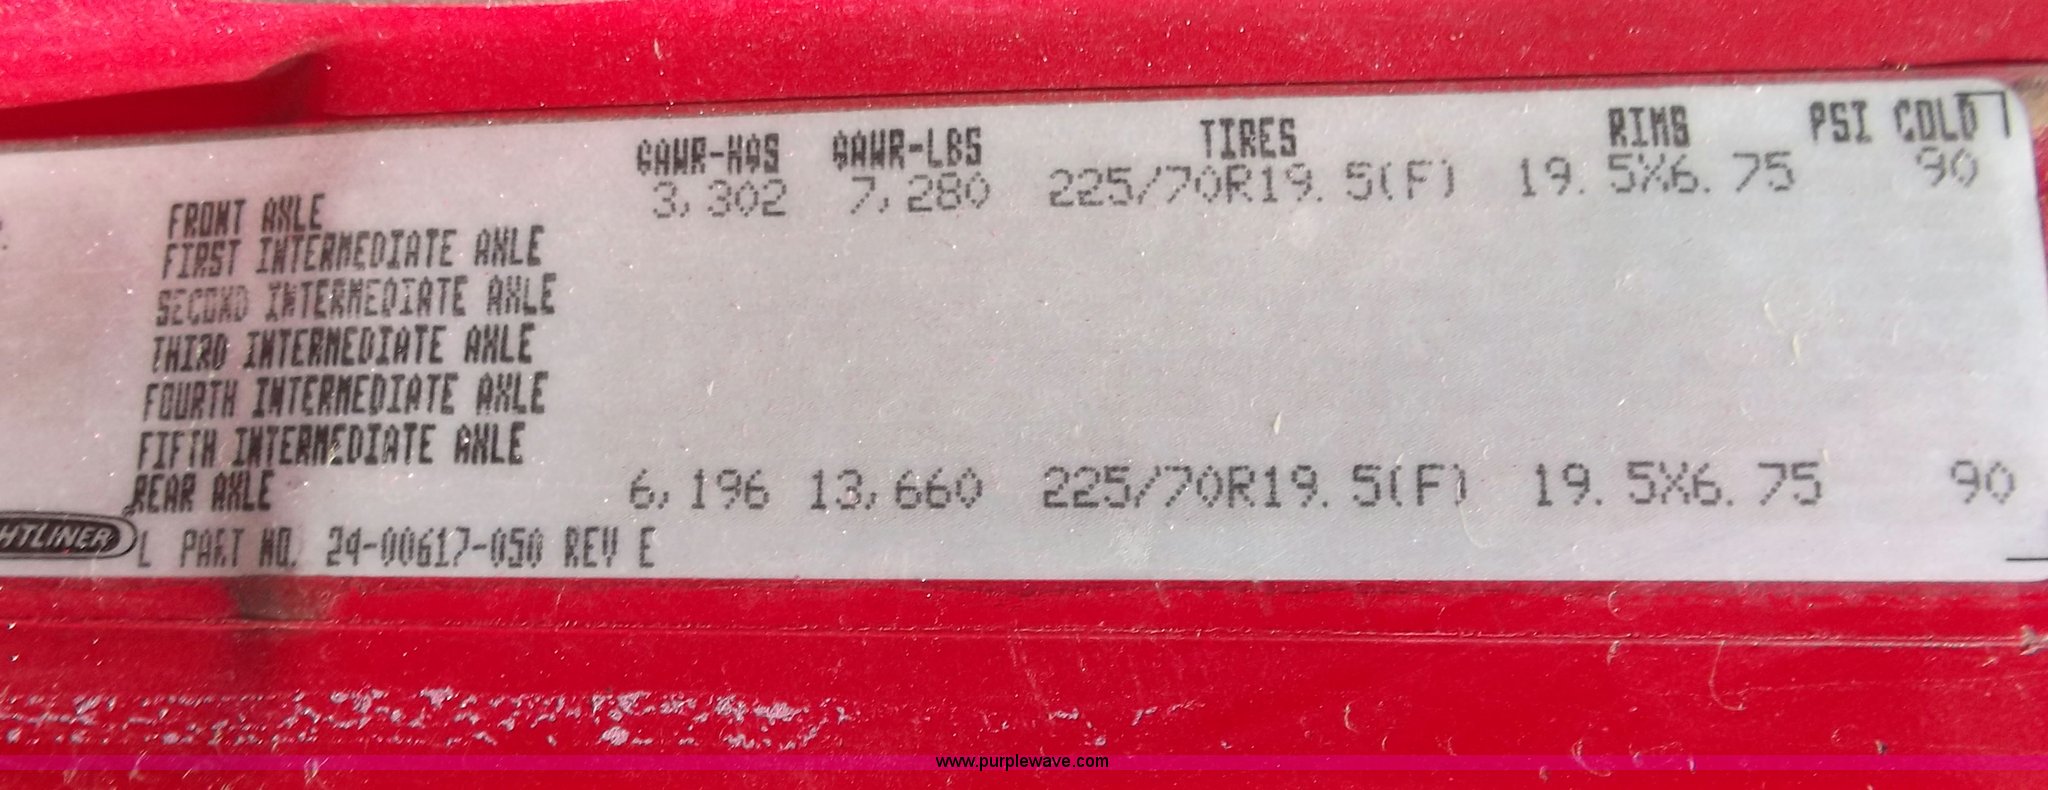 GAWR-KGS GAWR-LBS TIRES RIMS PSI COLD
FRONT AXLE 3,302 7,280 225/70R19.5(F) 19.5X6.75 90
FIRST INTERMEDIATE AXLE
SECOND INTERMEDIATE AXLE
THIRD INTERMEDIATE AXLE
FOURTH INTERMEDIATE AXLE
FIFTH INTERMEDIATE AXLE
REAR AXLE 6,196 13,660 225/70R19.5(F) 19.5X6.75 90
HTLINER L PART NO. 24-00617-050 REV E
www.purplewave.com